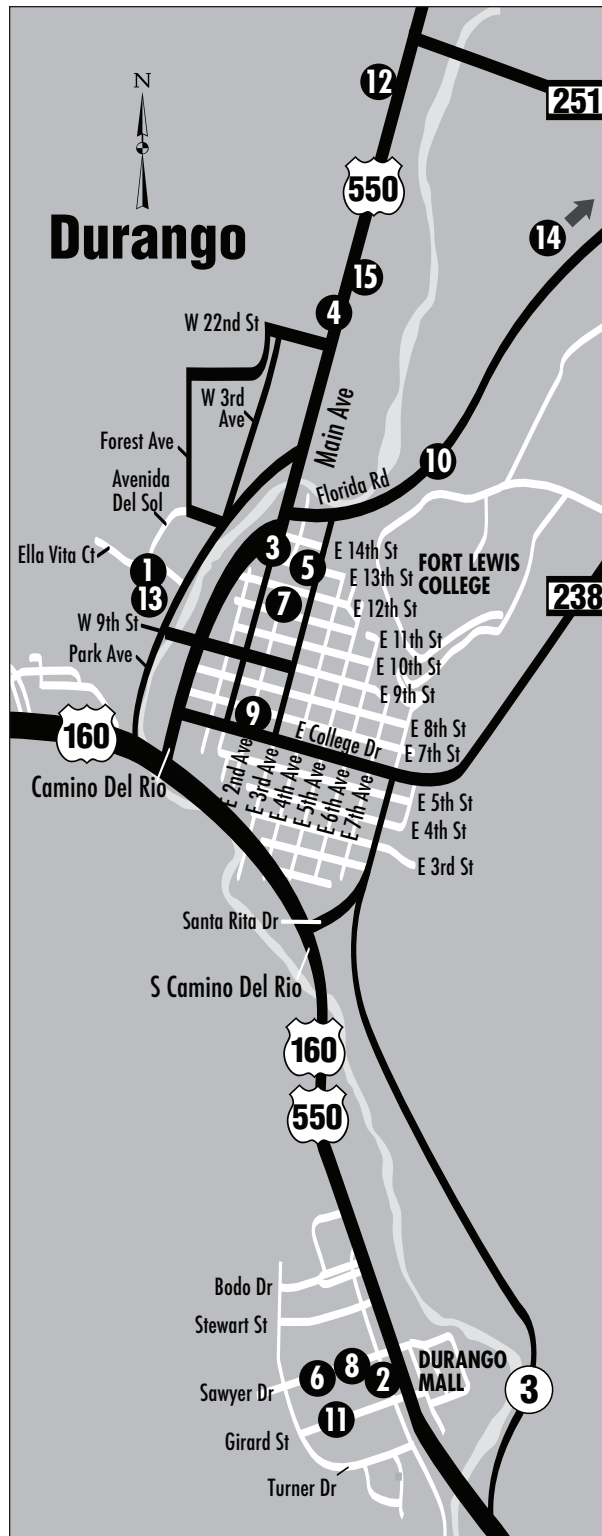 12
251
N
550
Durango
14
15
4
W 22nd St
W 3rd
Ave
Main Ave
Forest Ave
10
Florida Rd
Avenida
Del Sol
3
E 14th St
Ella Vita Ct
1
5
FORT LEWIS
COLLEGE
E 13th St
13
7
E 12th St
238
W 9th St
E 11th St
Park Ave
E 10th St
E 9th St
9
E 8th St
160
E College Dr
E 7th St
Camino Del Rio
E 2nd Ave
E 3rd Ave
E 4th Ave
E 5th Ave
E 6th Ave
E 7th Ave
E 5th St
E 4th St
E 3rd St
Santa Rita Dr
S Camino Del Rio
160
550
Bodo Dr
Stewart St
DURANGO
MALL
8
6
2
3
Sawyer Dr
11
Girard St
Turner Dr